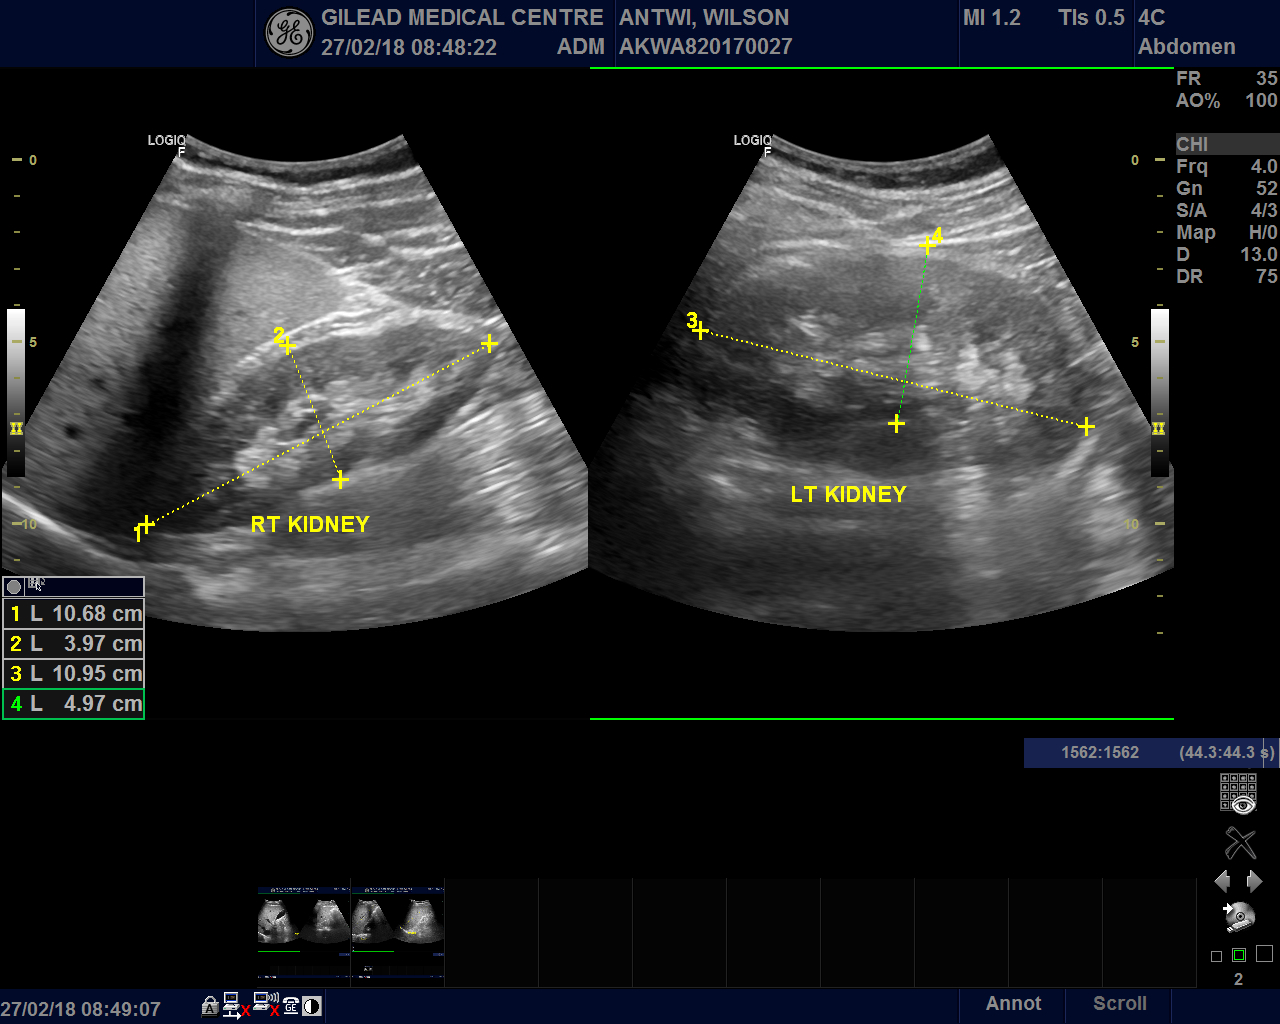 GILEAD MEDICAL CENTRE
27/02/18 08:48:22 ADM
ANTWI, WILSON
AKWA820170027
MI 1.2 TIs 0.5
4C
Abdomen
FR 35
AO% 100
CHI
Frq 4.0
Gn 52
S/A 4/3
Map H/0
D 13.0
DR 75
LOGIQ
F
0
5
10
2
1
RT KIDNEY
LOGIQ
F
0
5
10
3
4
LT KIDNEY
1 L 10.68 cm
2 L 3.97 cm
3 L 10.95 cm
4 L 4.97 cm
1562:1562 (44.3:44.3 s)
2
27/02/18 08:49:07
Annot
Scroll